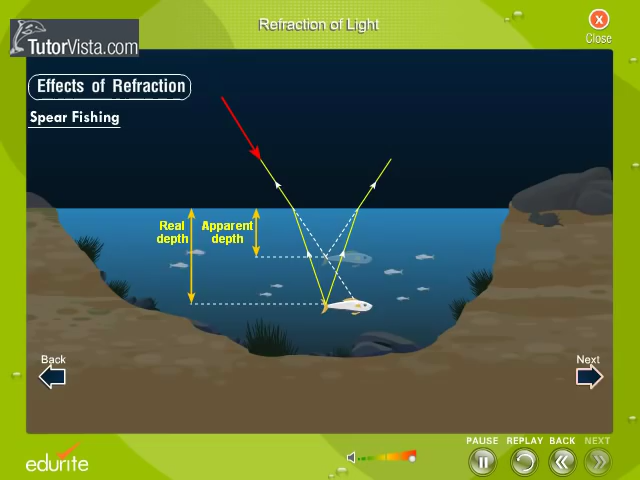 Refraction of Light
X
Close
TutorVista.com
Effects of Refraction
Spear Fishing
Real
depth
Apparent
depth
Back
Next
PAUSE REPLAY BACK NEXT
edurite